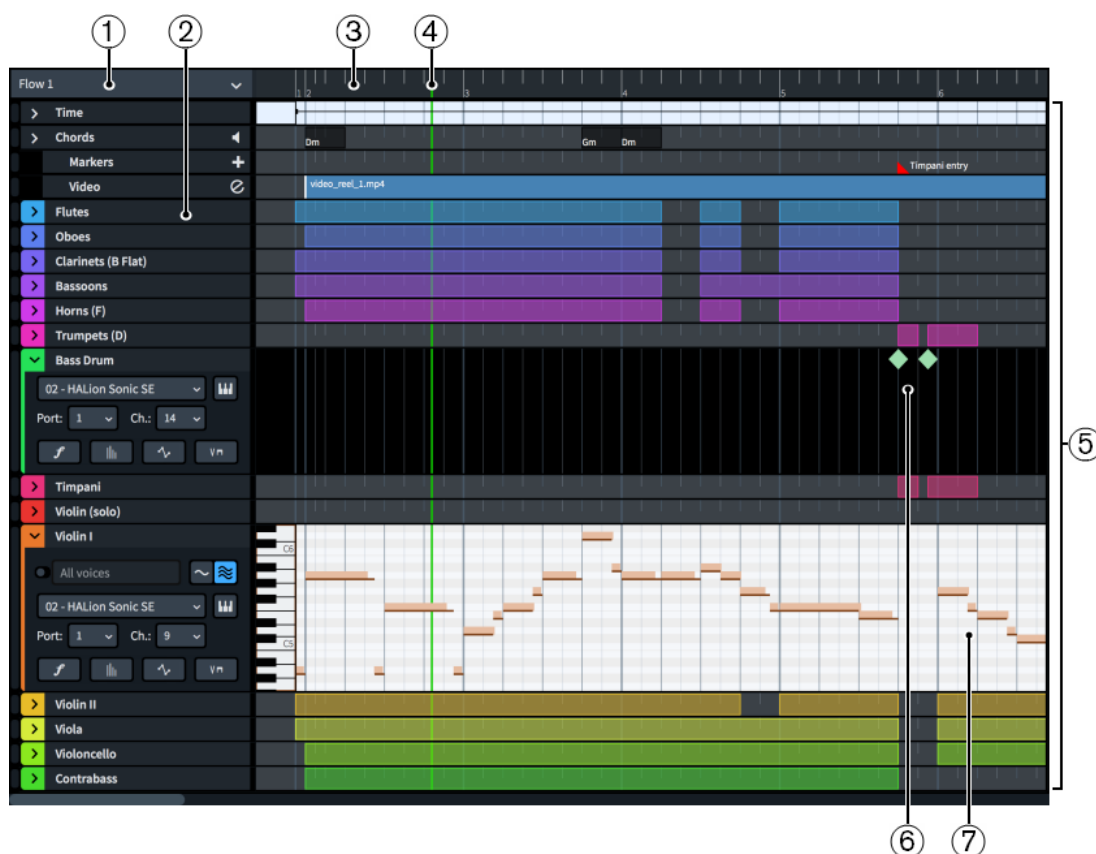 ① ② ③ ④
Flow 1
1 2 3 4 5 6
Time
Chords
Dm Gm Dm
Markers
Timpani entry
Video
video_reel_1.mp4
Flutes
Oboes
Clarinets (B Flat)
Bassoons
Horns (F)
Trumpets (D)
Bass Drum
02 - HALion Sonic SE
Port: 1 Ch.: 14
⑤
Timpani
Violin (solo)
Violin I
C6
All voices
02 - HALion Sonic SE
Port: 1 Ch.: 9
C5
Violin II
Viola
Violoncello
Contrabass
⑥ ⑦